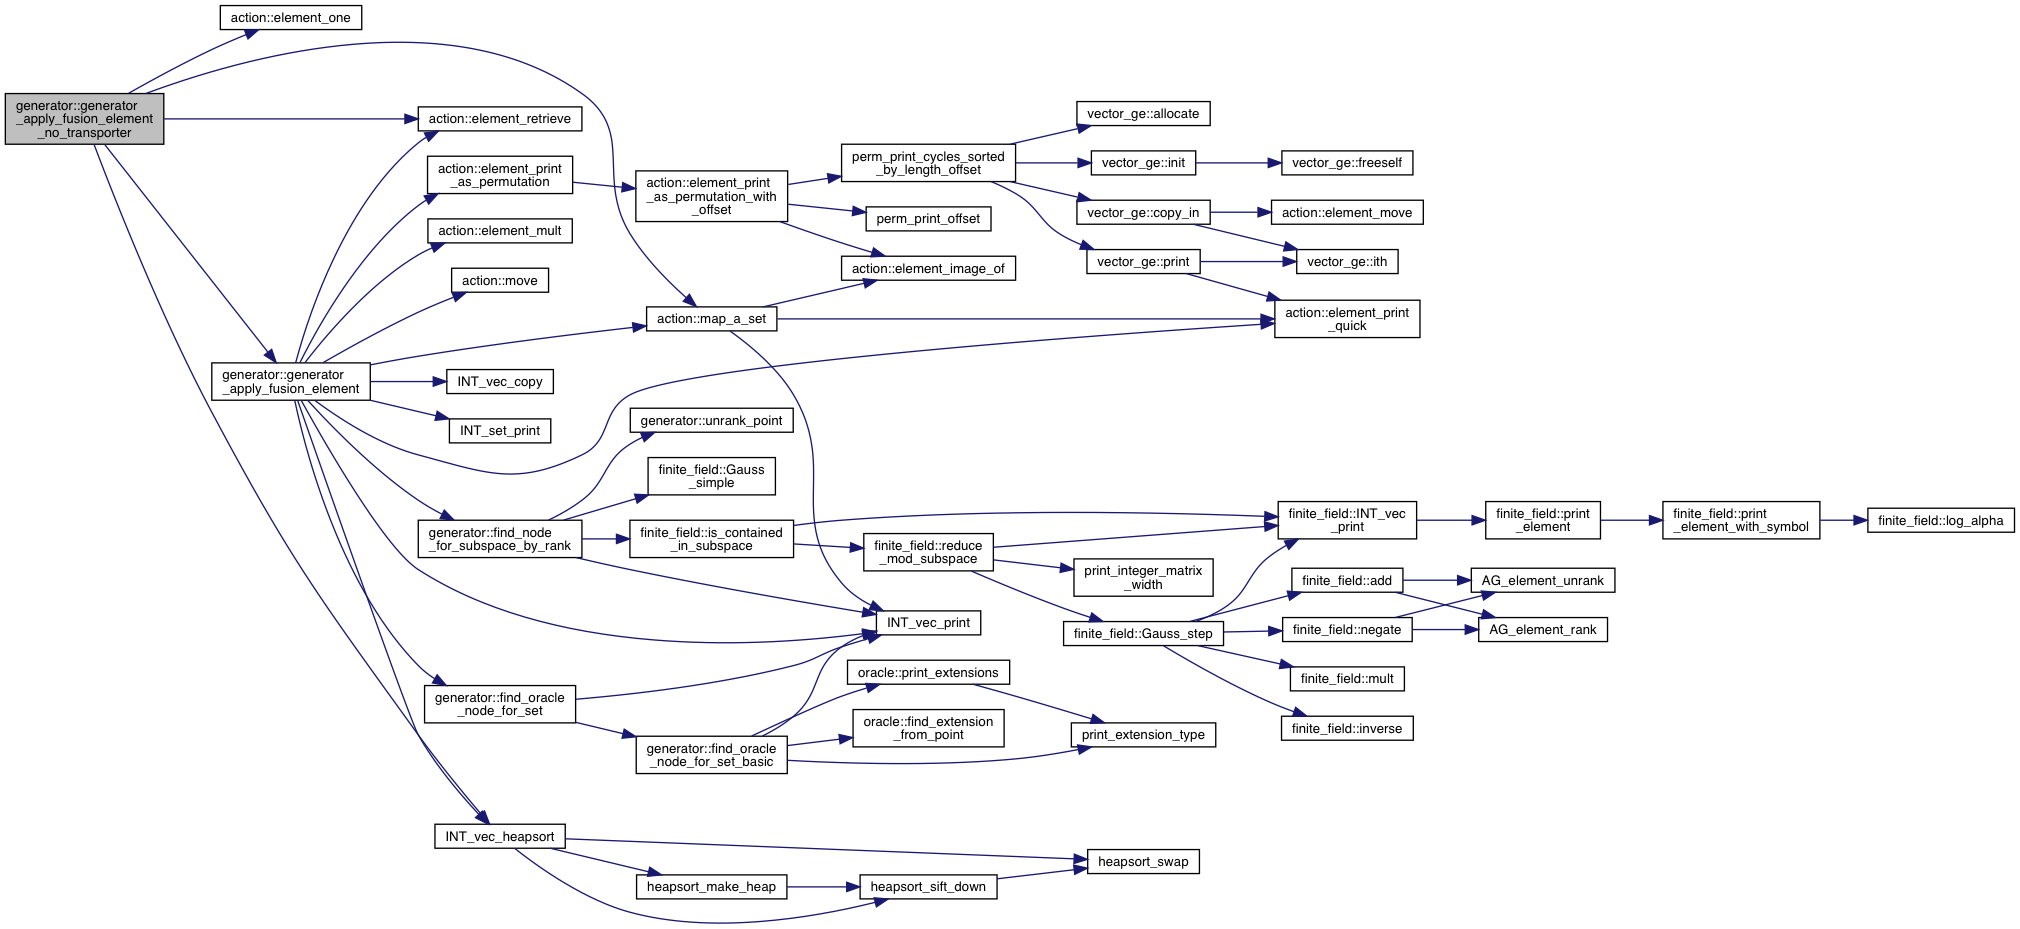 action::element_one
generator::generator
_apply_fusion_element
_no_transporter
action::element_retrieve
action::element_print
_as_permutation
action::element_mult
action::move
generator::generator
_apply_fusion_element
INT_vec_copy
INT_set_print
action::element_print
_as_permutation_with
_offset
action::map_a_set
perm_print_cycles_sorted
_by_length_offset
perm_print_offset
action::element_image_of
vector_ge::allocate
vector_ge::init
vector_ge::freeself
vector_ge::copy_in
action::element_move
vector_ge::print
vector_ge::ith
action::element_print
_quick
generator::unrank_point
finite_field::Gauss
_simple
generator::find_node
_for_subspace_by_rank
finite_field::is_contained
_in_subspace
finite_field::reduce
_mod_subspace
finite_field::INT_vec
_print
finite_field::print
_element
finite_field::print
_element_with_symbol
finite_field::log_alpha
print_integer_matrix
_width
finite_field::add
AG_element_unrank
INT_vec_print
finite_field::Gauss_step
finite_field::negate
AG_element_rank
finite_field::mult
finite_field::inverse
generator::find_oracle
_node_for_set
oracle::print_extensions
oracle::find_extension
_from_point
print_extension_type
generator::find_oracle
_node_for_set_basic
INT_vec_heapsort
heapsort_make_heap
heapsort_sift_down
heapsort_swap